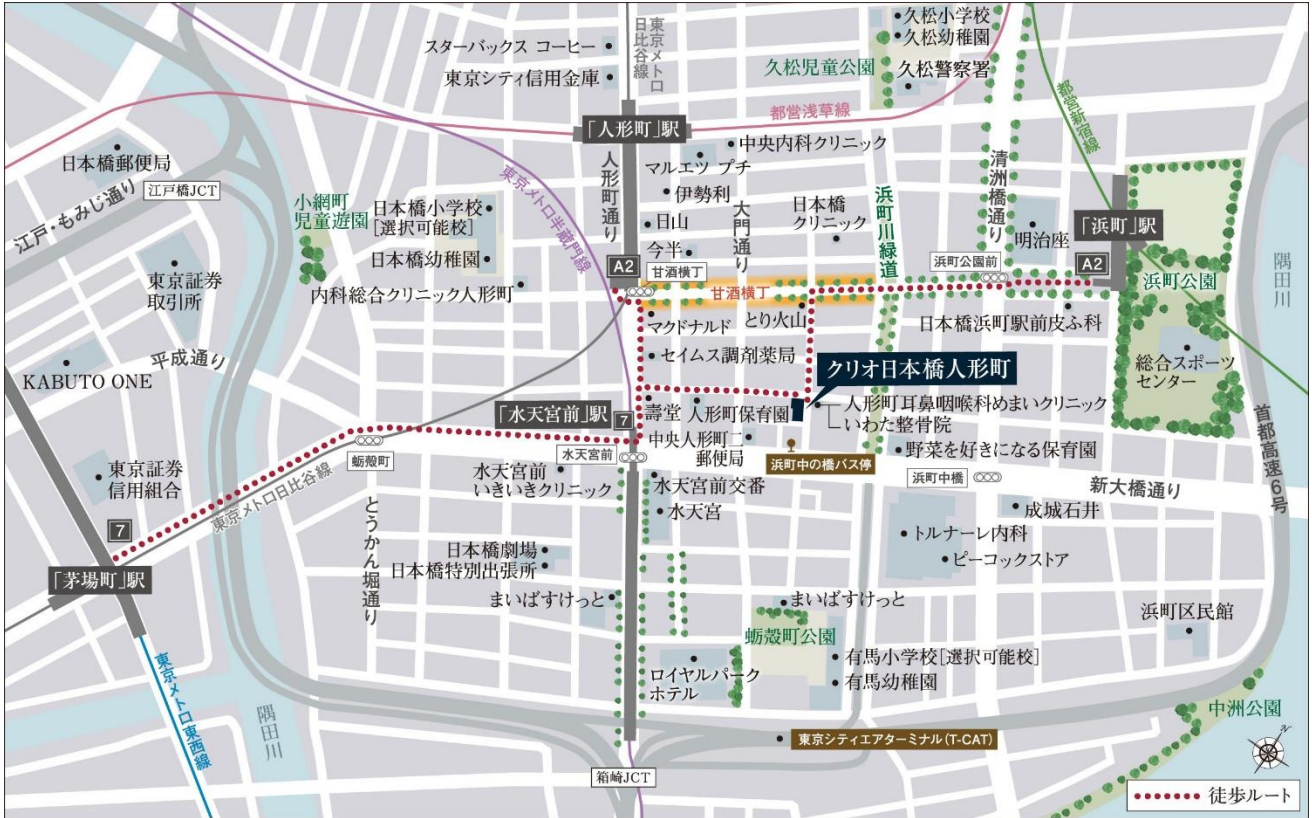 久松小学校
久松幼稚園
久松児童公園
久松警察署
スターバックス コーヒー
東京シティ信用金庫
東京メトロ
日比谷線
都営浅草線
都営新宿線
「人形町」駅
中央内科クリニック
マルエツ プチ
伊勢利
日山
今半
人形町通り
大門通り
日本橋
クリニック
浜町川緑道
清洲橋通り
明治座
「浜町」駅
A2
浜町公園前
浜町公園
隅田川
総合スポーツ
センター
首都高速6号
日本橋郵便局
江戸橋JCT
江戸・もみじ通り
小網町
児童遊園
日本橋小学校
[選択可能校]
日本橋幼稚園
内科総合クリニック人形町
東京メトロ半蔵門線
東京証券
取引所
A2
甘酒横丁
甘酒横丁
マクドナルド
とり火山
日本橋浜町駅前皮ふ科
セイムス調剤薬局
クリオ日本橋人形町
平成通り
KABUTO ONE
「水天宮前」駅
7
壽堂
人形町保育園
人形町耳鼻咽喉科めまいクリニック
いわた整骨院
中央人形町二
郵便局
浜町中の橋バス停
野菜を好きになる保育園
浜町中橋
新大橋通り
蛎殻町
水天宮前
東京証券
信用組合
7
東京メトロ日比谷線
「茅場町」駅
とうかん堀通り
水天宮前
いきいきクリニック
水天宮前交番
水天宮
成城石井
トルナーレ内科
ピーコックストア
日本橋劇場
日本橋特別出張所
まいばすけっと
まいばすけっと
蛎殻町公園
浜町区民館
有馬小学校[選択可能校]
有馬幼稚園
ロイヤルパーク
ホテル
東京メトロ東西線
隅田川
中洲公園
東京シティエアターミナル(T-CAT)
箱崎JCT
徒歩ルート